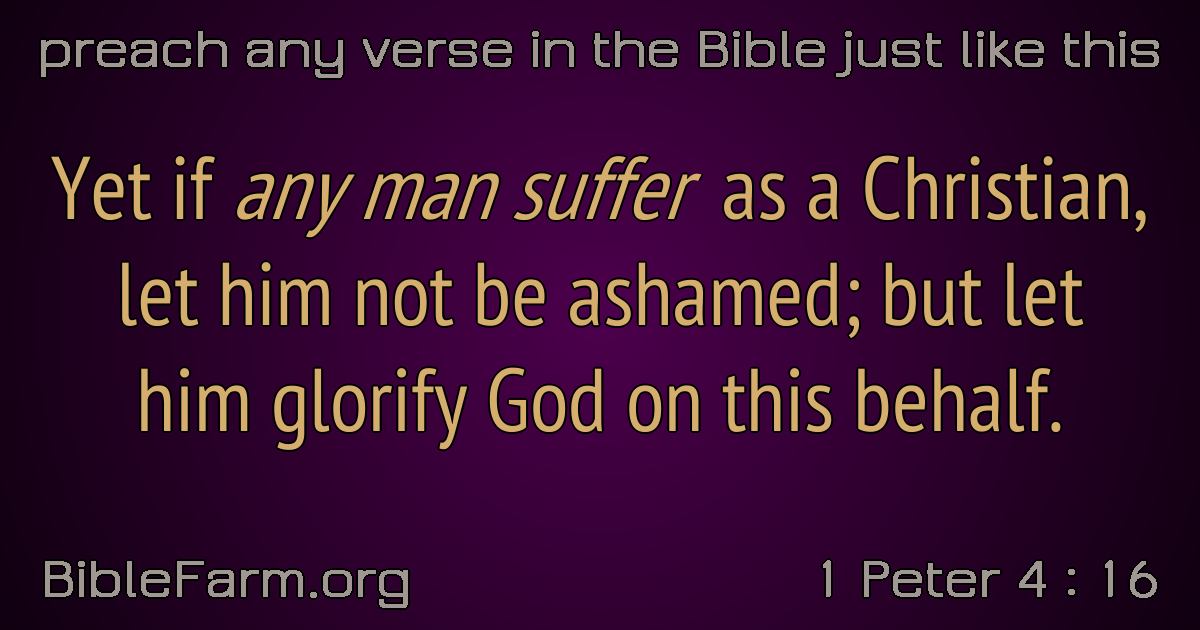 preach any verse in the Bible just like this
Yet if any man suffer as a Christian,
let him not be ashamed; but let
him glorify God on this behalf.
BibleFarm.org
1 Peter 4 : 16